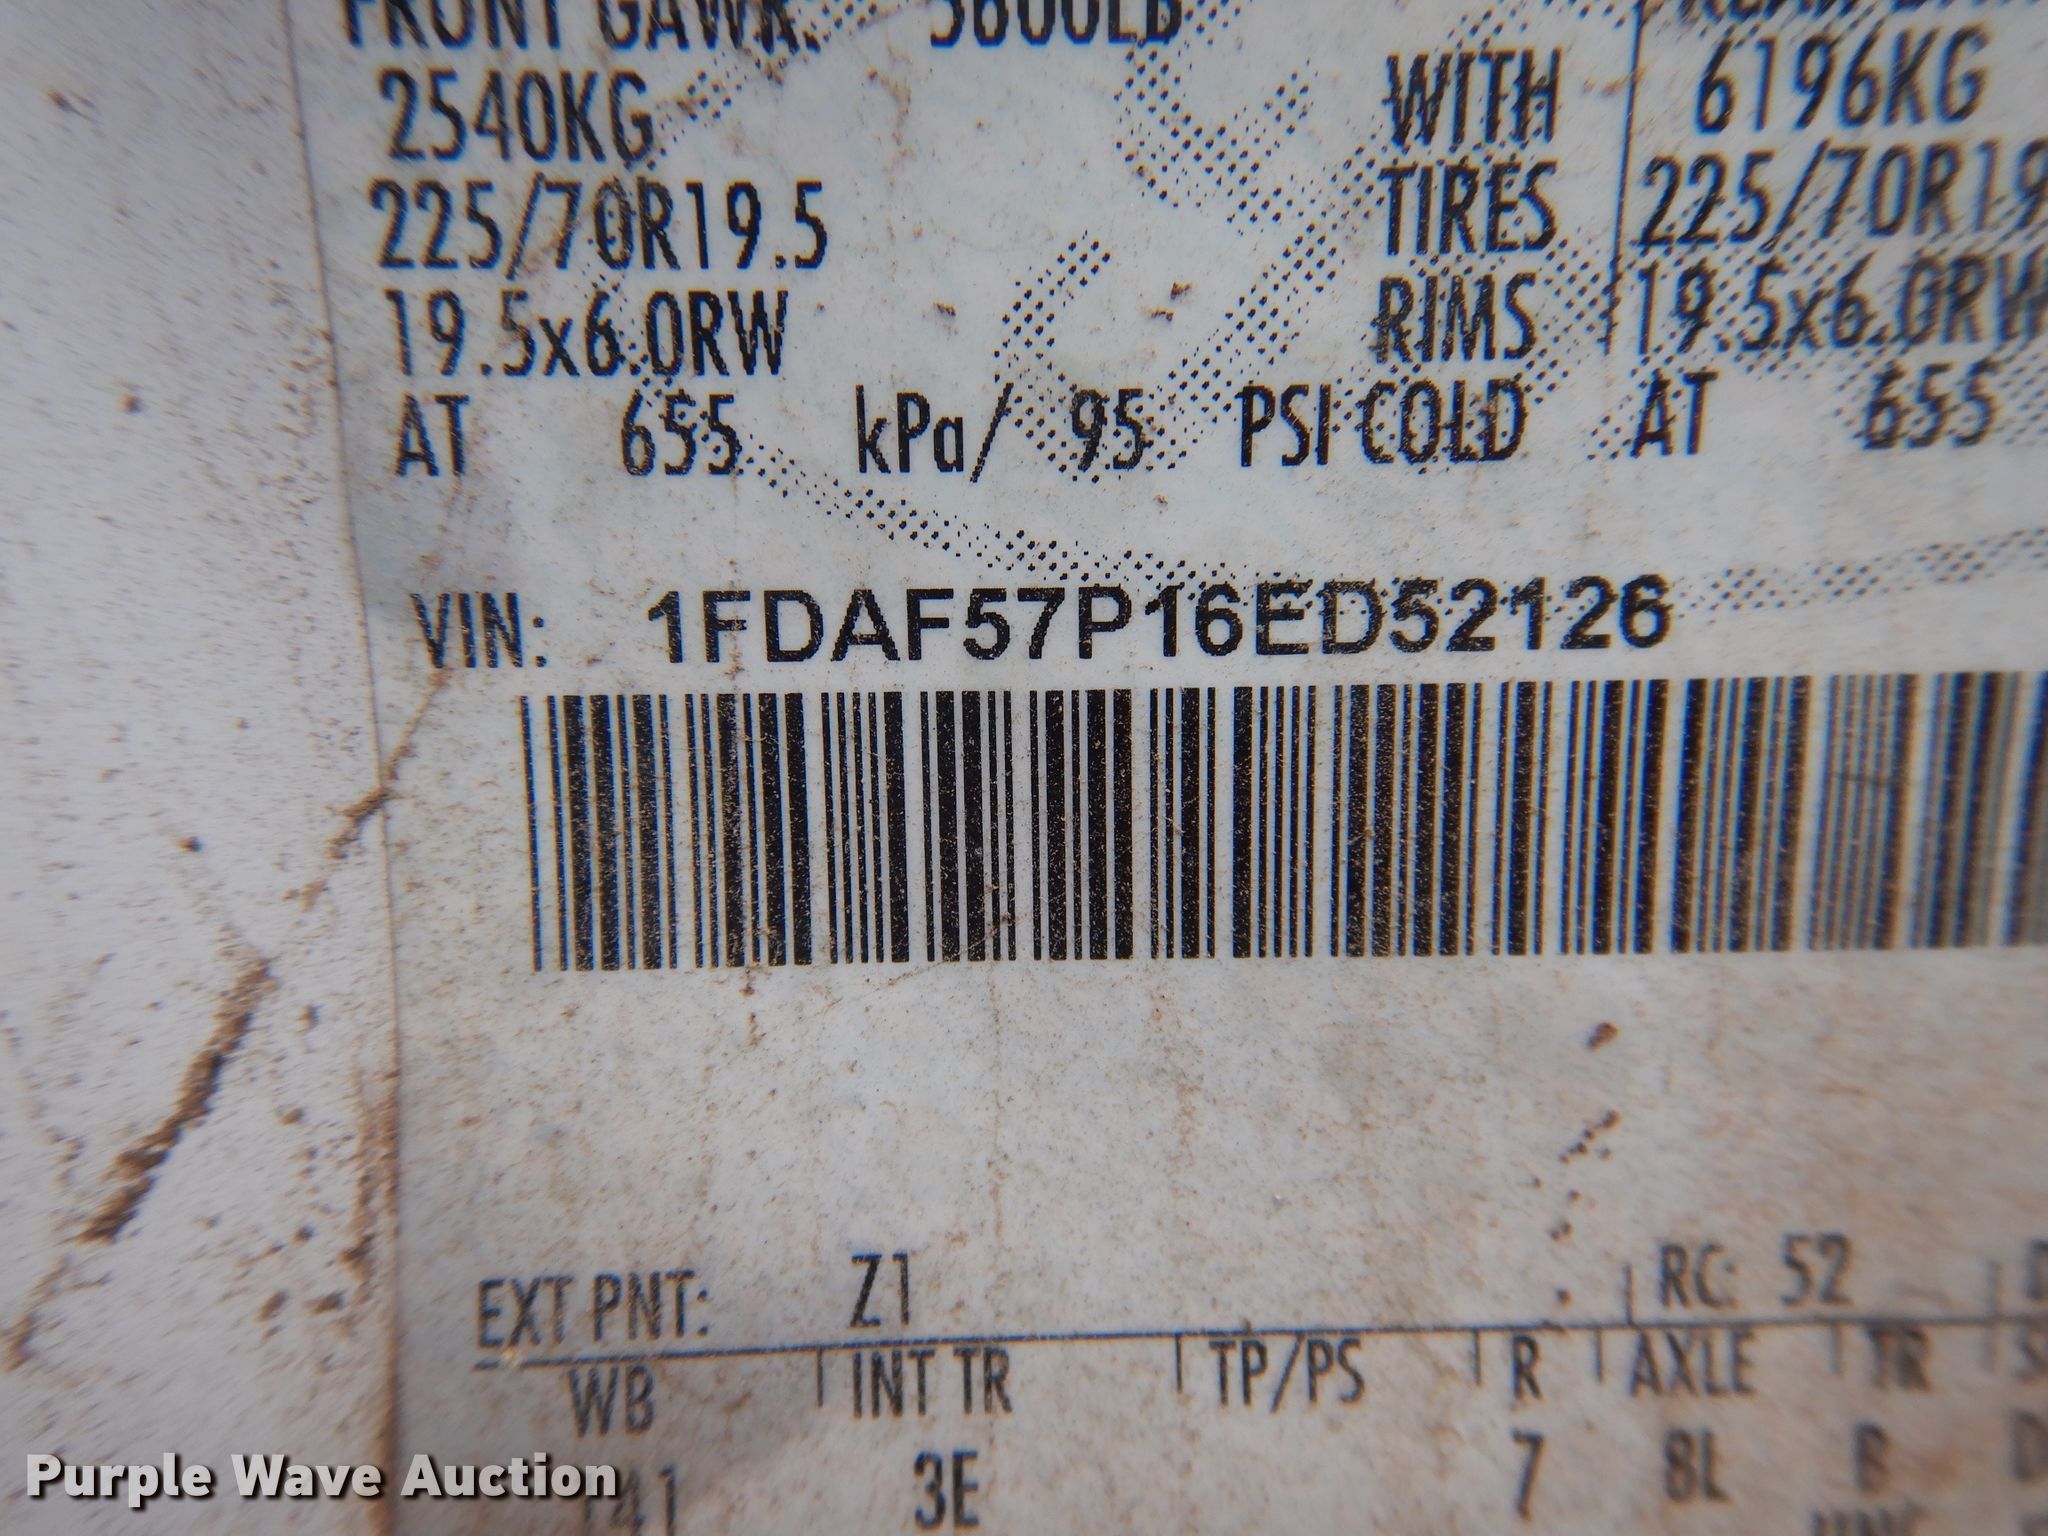 FRONT GAWR: 5600LB
2540KG WITH 6196KG
225/70R19.5 TIRES 225/70R19
19.5x6.0RW RIMS 19.5x6.0RW
AT 655 kPa/ 95 PSI COLD AT 655
VIN: 1FDAF57P16ED52126
EXT PNT: Z1 RC: 52
WB INT TR TP/PS R AXLE TR
141 3E 7 8L B
Purple Wave Auction